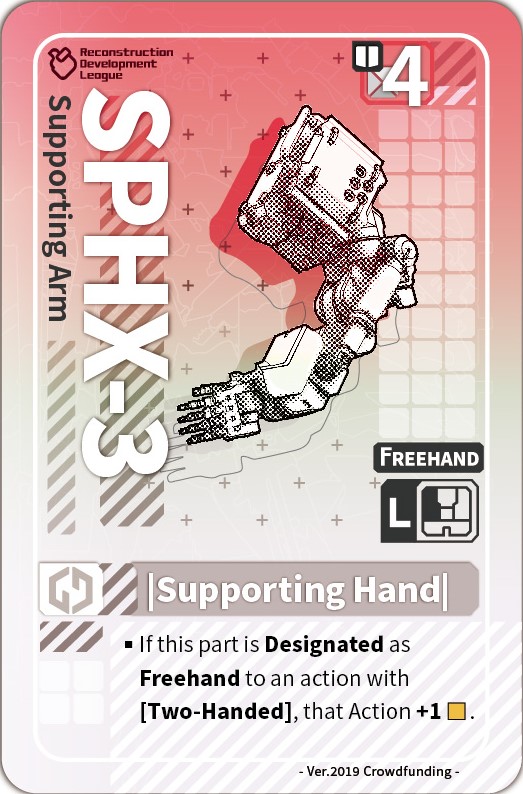 Reconstruction
Development
League
4
SPHX-3
Supporting Arm
FREEHAND
L
|Supporting Hand|
▪ If this part is Designated as
Freehand to an action with
[Two-Handed], that Action +1 🟨.
- Ver.2019 Crowdfunding -